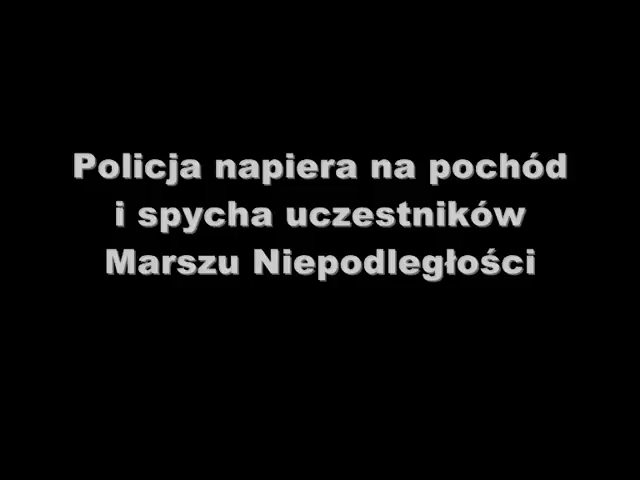 Policja napiera na pochód
i spycha uczestników
Marszu Niepodległości